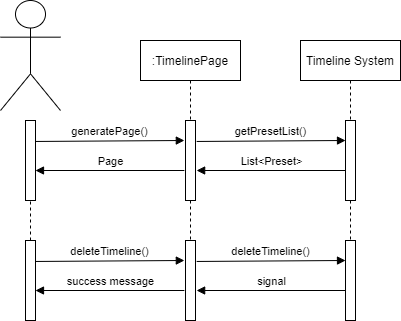 :TimelinePage
Timeline System
generatePage()
getPresetList()
Page
List<Preset>
deleteTimeline()
deleteTimeline()
success message
signal